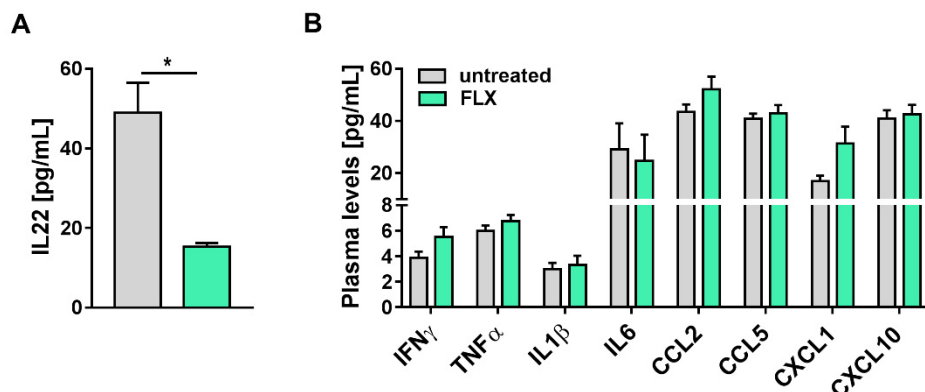 A
IL22 [pg/mL]
60
40
20
0
*
B
Plasma levels [pg/mL]
60
40
20
8
6
4
2
0
untreated
FLX
IFNγ
TNFα
IL1β
IL6
CCL2
CCL5
CXCL1
CXCL10